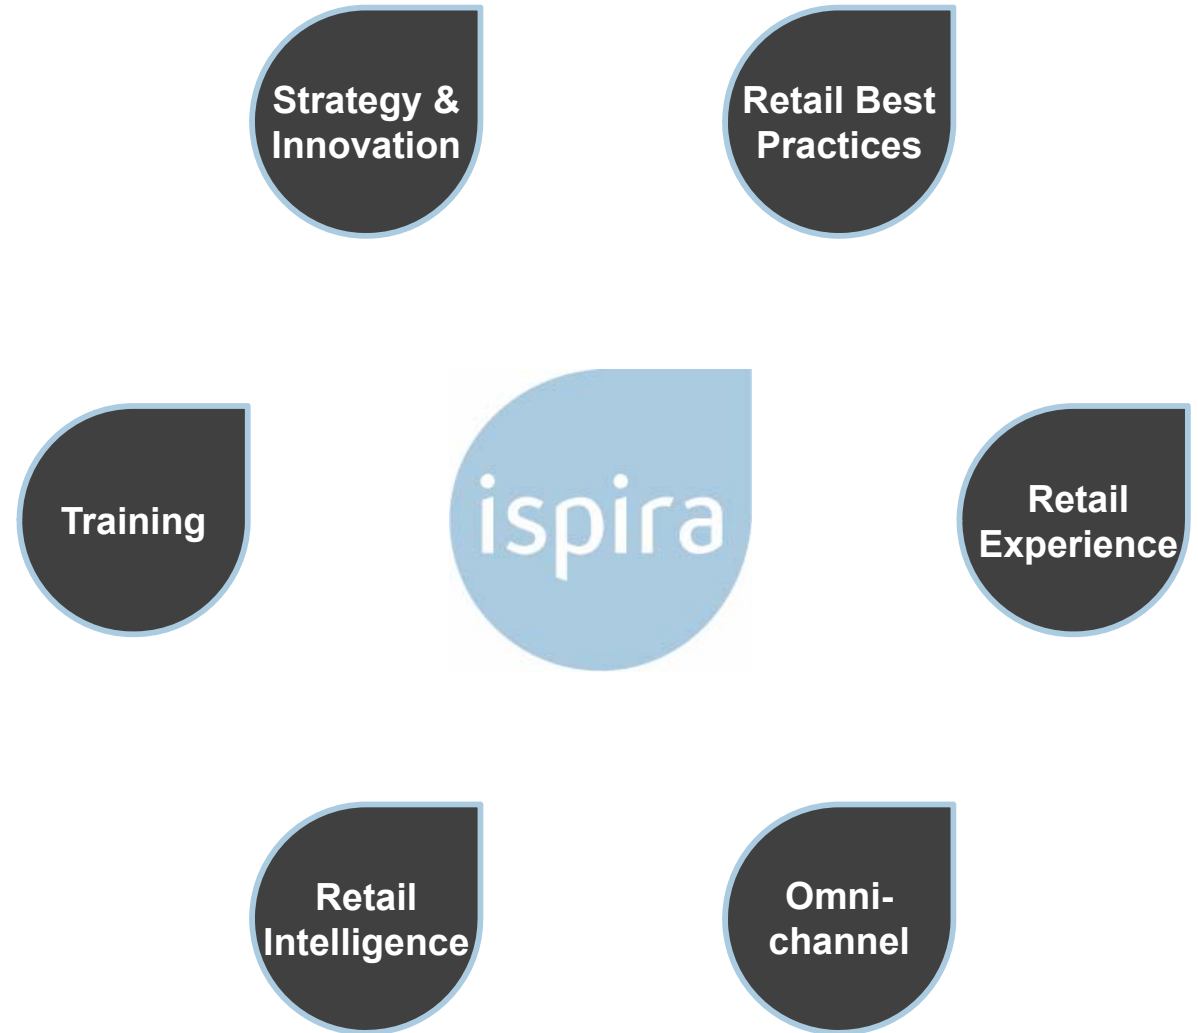 Strategy &
Innovation
Retail Best
Practices
Training
ispira
Retail
Experience
Retail
Intelligence
Omni-
channel